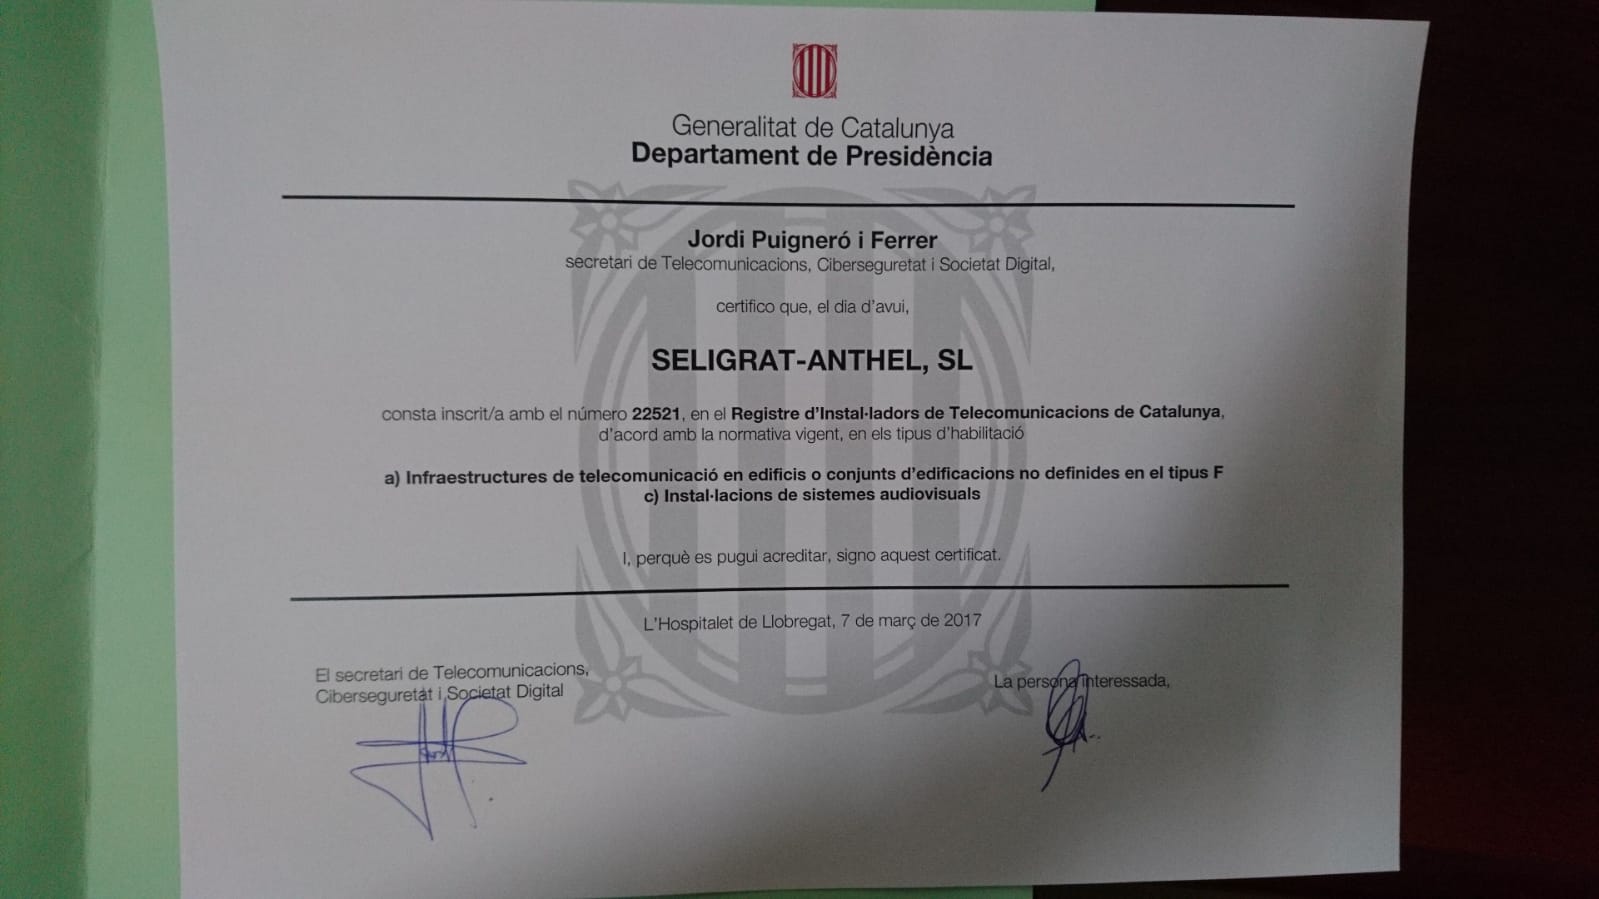 Generalitat de Catalunya
Departament de Presidència
Jordi Puigneró i Ferrer
secretari de Telecomunicacions, Ciberseguretat i Societat Digital,
certifico que, el dia d'avui,
SELIGRAT-ANTHEL, SL
consta inscrit/a amb el número 22521, en el Registre d'Instal·ladors de Telecomunicacions de Catalunya,
d'acord amb la normativa vigent, en els tipus d'habilitació
a) Infraestructures de telecomunicació en edificis o conjunts d'edificacions no definides en el tipus F
c) Instal·lacions de sistemes audiovisuals
I, perquè es pugui acreditar, signo aquest certificat.
L'Hospitalet de Llobregat, 7 de març de 2017
El secretari de Telecomunicacions,
Ciberseguretat i Societat Digital
La persona interessada,